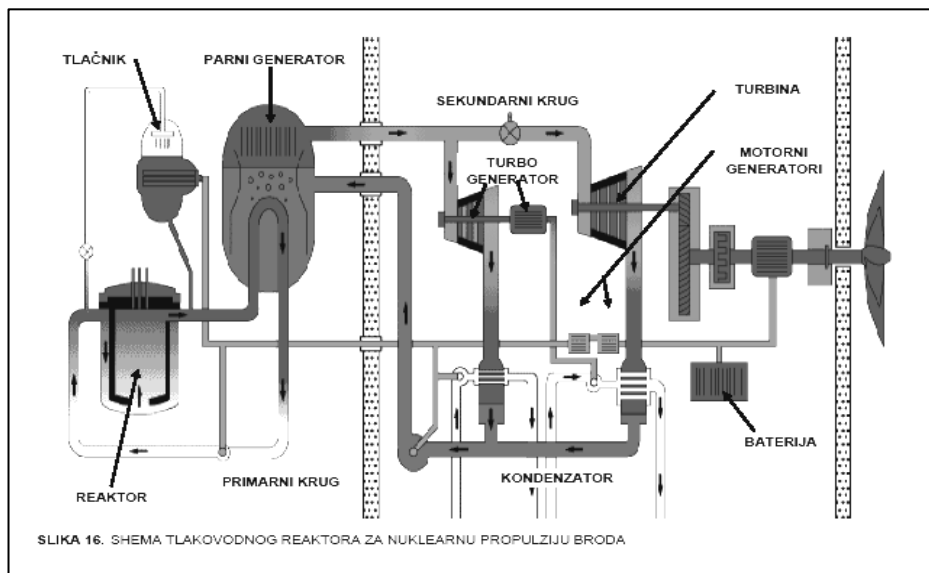 TLAČNIK
PARNI GENERATOR
SEKUNDARNI KRUG
TURBINA
TURBO
GENERATOR
MOTORNI
GENERATORI
REAKTOR
PRIMARNI KRUG
KONDENZATOR
BATERIJA
SLIKA 16. SHEMA TLAKOVODNOG REAKTORA ZA NUKLEARNU PROPULZIJU BRODA